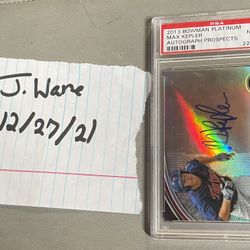 J. Ware
12/27/21
PSA
2013 BOWMAN PLATINUM
MAX KEPLER
AUTOGRAPH PROSPECTS